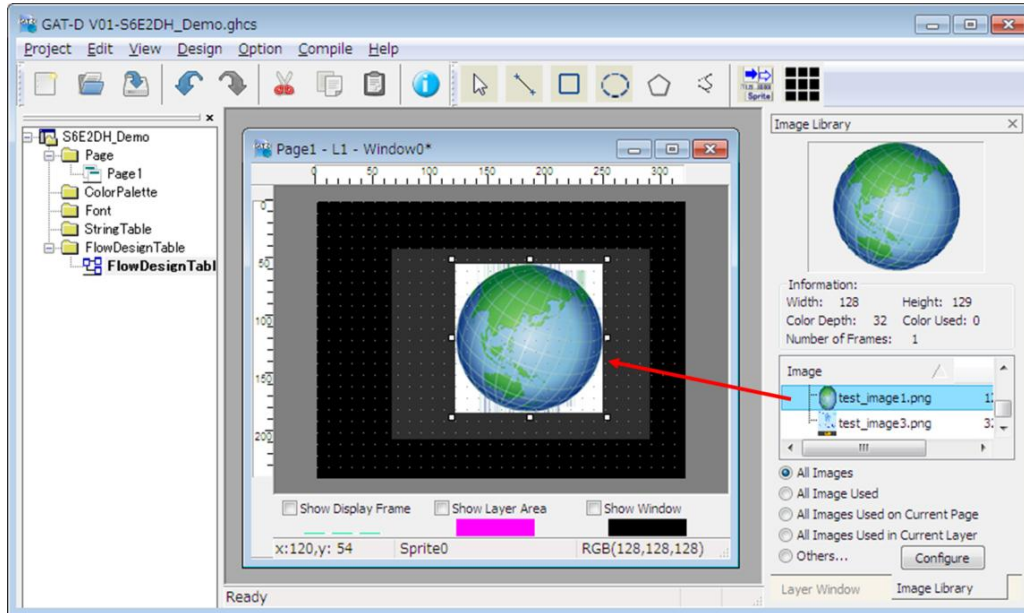 GAT-D V01-S6E2DH_Demo.ghcs
Project Edit View Design Option Compile Help
Sprite
S6E2DH_Demo
Page
Page1
ColorPalette
Font
StringTable
FlowDesignTable
FlowDesignTabl
Page1 - L1 - Window0*
0 50 100 150 200 250 300
0
50
100
150
200
Show Display Frame Show Layer Area Show Window
x:120,y: 54 Sprite0 RGB(128,128,128)
Ready
Image Library
Information:
Width: 128 Height: 129
Color Depth: 32 Color Used: 0
Number of Frames: 1
Image
test_image1.png
test_image3.png
All Images
All Image Used
All Images Used on Current Page
All Images Used in Current Layer
Others... Configure
Layer Window Image Library